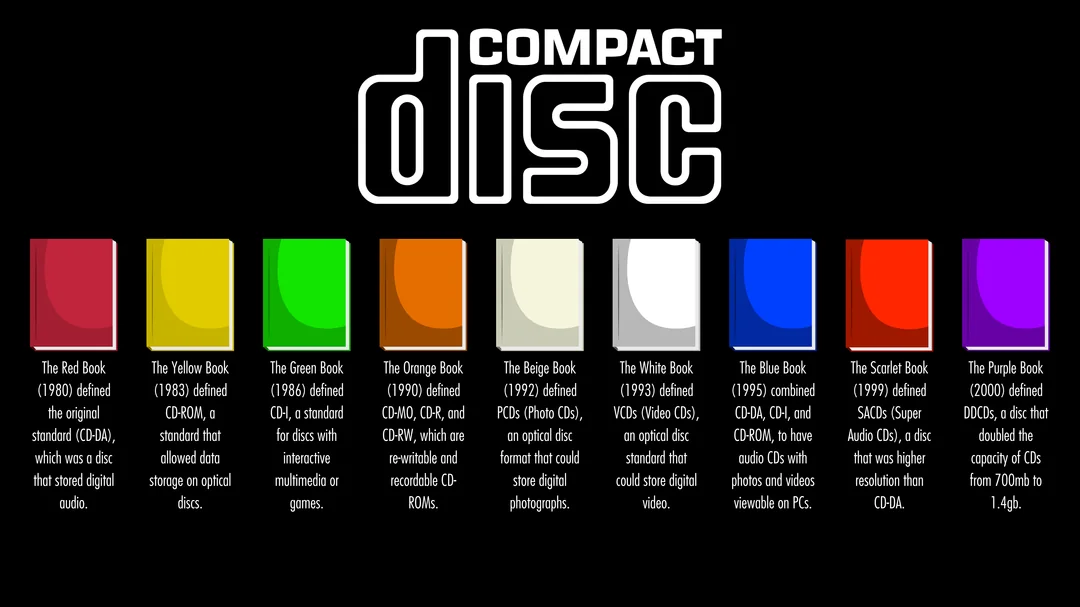 COMPACT
disc
The Red Book
(1980) defined
the original
standard (CD-DA),
which was a disc
that stored digital
audio.
The Yellow Book
(1983) defined
CD-ROM, a
standard that
allowed data
storage on optical
discs.
The Green Book
(1986) defined
CD-I, a standard
for discs with
interactive
multimedia or
games.
The Orange Book
(1990) defined
CD-MO, CD-R, and
CD-RW, which are
re-writable and
recordable CD-
ROMs.
The Beige Book
(1992) defined
PCDs (Photo CDs),
an optical disc
format that could
store digital
photographs.
The White Book
(1993) defined
VCDs (Video CDs),
an optical disc
standard that
could store digital
video.
The Blue Book
(1995) combined
CD-DA, CD-I, and
CD-ROM, to have
audio CDs with
photos and videos
viewable on PCs.
The Scarlet Book
(1999) defined
SACDs (Super
Audio CDs), a disc
that was higher
resolution than
CD-DA.
The Purple Book
(2000) defined
DDCDs, a disc that
doubled the
capacity of CDs
from 700mb to
1.4gb.